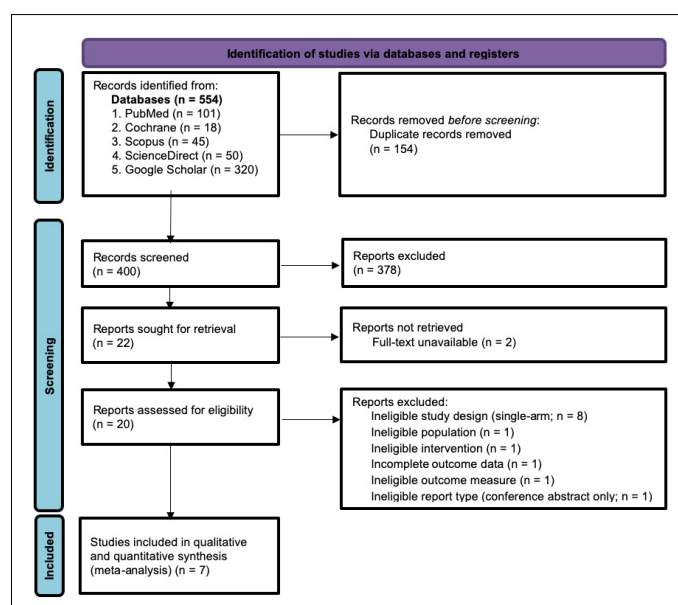 Identification of studies via databases and registers
Identification
Records identified from:
Databases (n = 554)
1. PubMed (n = 101)
2. Cochrane (n = 18)
3. Scopus (n = 45)
4. ScienceDirect (n = 50)
5. Google Scholar (n = 320)
Records removed before screening:
Duplicate records removed
(n = 154)
Screening
Records screened
(n = 400)
Reports excluded
(n = 378)
Reports sought for retrieval
(n = 22)
Reports not retrieved
Full-text unavailable (n = 2)
Reports assessed for eligibility
(n = 20)
Reports excluded:
Ineligible study design (single-arm; n = 8)
Ineligible population (n = 1)
Ineligible intervention (n = 1)
Incomplete outcome data (n = 1)
Ineligible outcome measure (n = 1)
Ineligible report type (conference abstract only; n = 1)
Included
Studies included in qualitative
and quantitative synthesis
(meta-analysis) (n = 7)